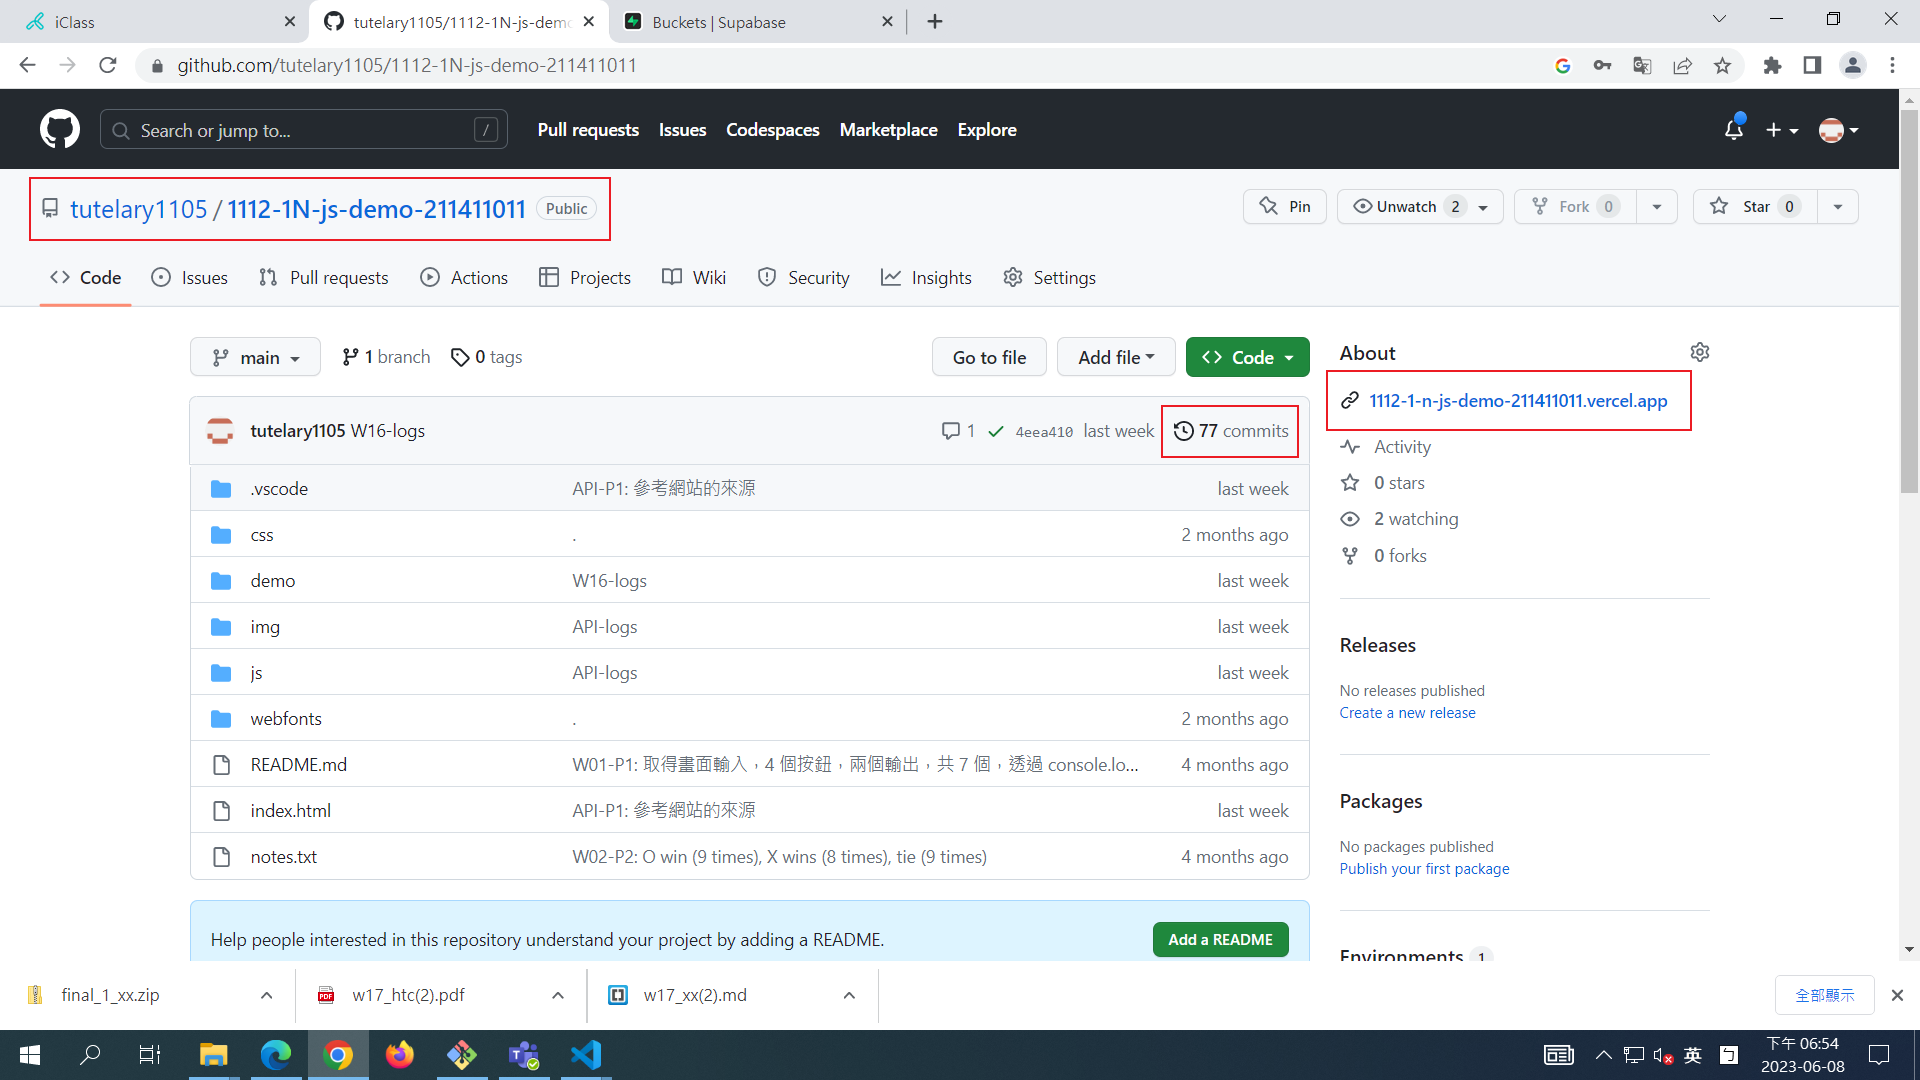 iClass
tutelary1105/1112-1N-js-demo
Buckets | Supabase
github.com/tutelary1105/1112-1N-js-demo-211411011
Search or jump to...
/
Pull requests
Issues
Codespaces
Marketplace
Explore
tutelary1105 / 1112-1N-js-demo-211411011
Public
Pin
Unwatch 2
Fork 0
Star 0
Code
Issues
Pull requests
Actions
Projects
Wiki
Security
Insights
Settings
main
1 branch
0 tags
Go to file
Add file
Code
tutelary1105 W16-logs
1
4eea410
last week
77 commits
.vscode
API-P1: 參考網站的來源
last week
css
.
2 months ago
demo
W16-logs
last week
img
API-logs
last week
js
API-logs
last week
webfonts
.
2 months ago
README.md
W01-P1: 取得畫面輸入，4 個按鈕，兩個輸出，共 7 個，透過 console.lo...
4 months ago
index.html
API-P1: 參考網站的來源
last week
notes.txt
W02-P2: O win (9 times), X wins (8 times), tie (9 times)
4 months ago
Help people interested in this repository understand your project by adding a README.
Add a README
About
1112-1-n-js-demo-211411011.vercel.app
Activity
0 stars
2 watching
0 forks
Releases
No releases published
Create a new release
Packages
No packages published
Publish your first package
Environments 1
final_1_xx.zip
PDF
w17_htc(2).pdf
w17_xx(2).md
全部顯示
英
ㄅ
下午 06:54
2023-06-08